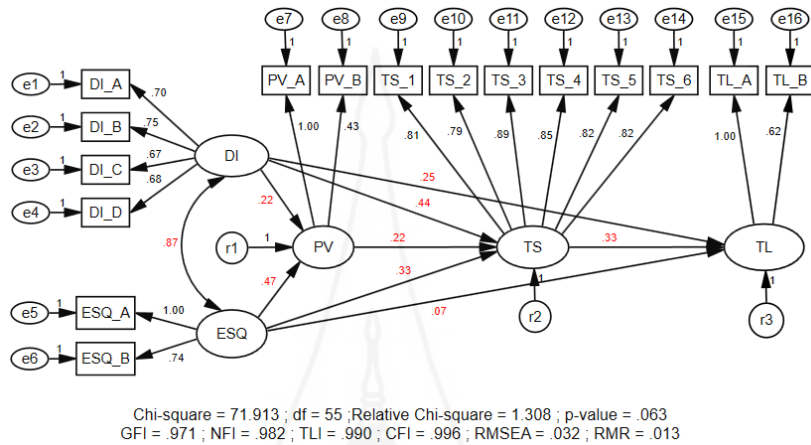 e7 e8 e9 e10 e11 e12 e13 e14 e15 e16
1 1 1 1 1 1 1 1 1 1
PV_A PV_B TS_1 TS_2 TS_3 TS_4 TS_5 TS_6 TL_A TL_B
e1 1 DI_A .70
e2 1 DI_B .75
e3 1 DI_C .67
e4 1 DI_D .68
1.00 .43 .81 .79 .89 .85 .82 .82 1.00 .62
DI
.22 .44 .25
.87
r1 1 PV .22 TS .33 TL
.47 .33 .07
1 1
e5 1 ESQ_A 1.00
e6 1 ESQ_B .74
ESQ
r2 r3
Chi-square = 71.913 ; df = 55 ;Relative Chi-square = 1.308 ; p-value = .063
GFI = .971 ; NFI = .982 ; TLI = .990 ; CFI = .996 ; RMSEA = .032 ; RMR = .013